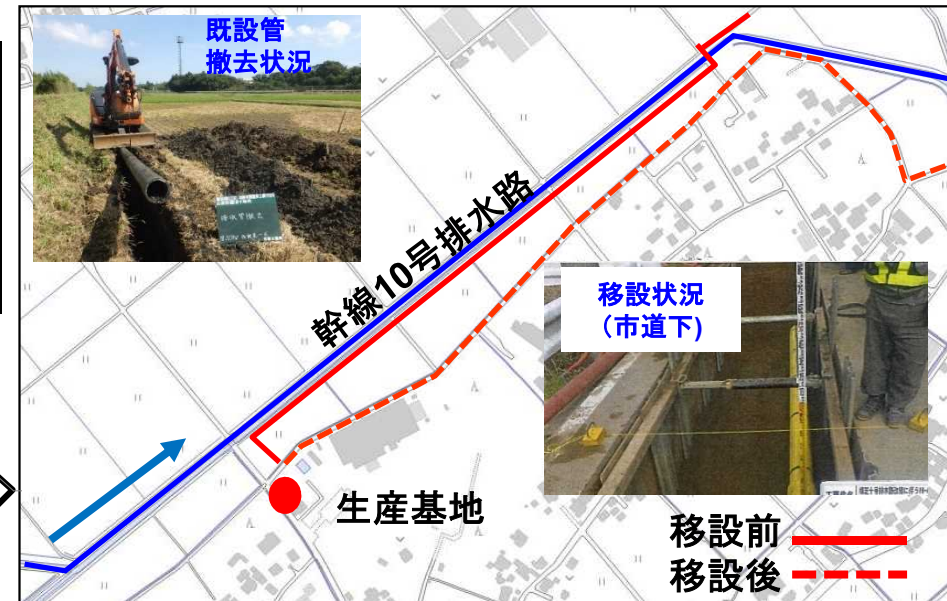 既設管
撤去状況
幹線10号排水路
移設状況
（市道下)
生産基地
移設前
移設後